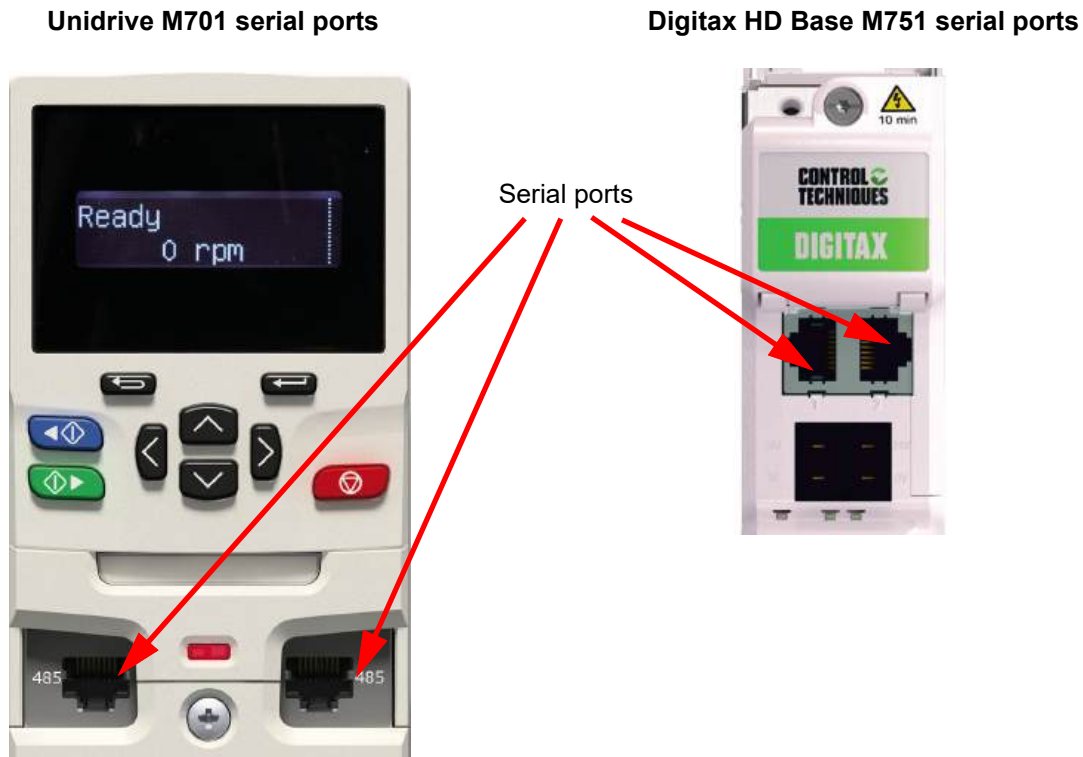 Unidrive M701 serial ports
Digitax HD Base M751 serial ports
Ready
0 rpm
Serial ports
10 min
CONTROL
TECHNIQUES
DIGITAX
485
485